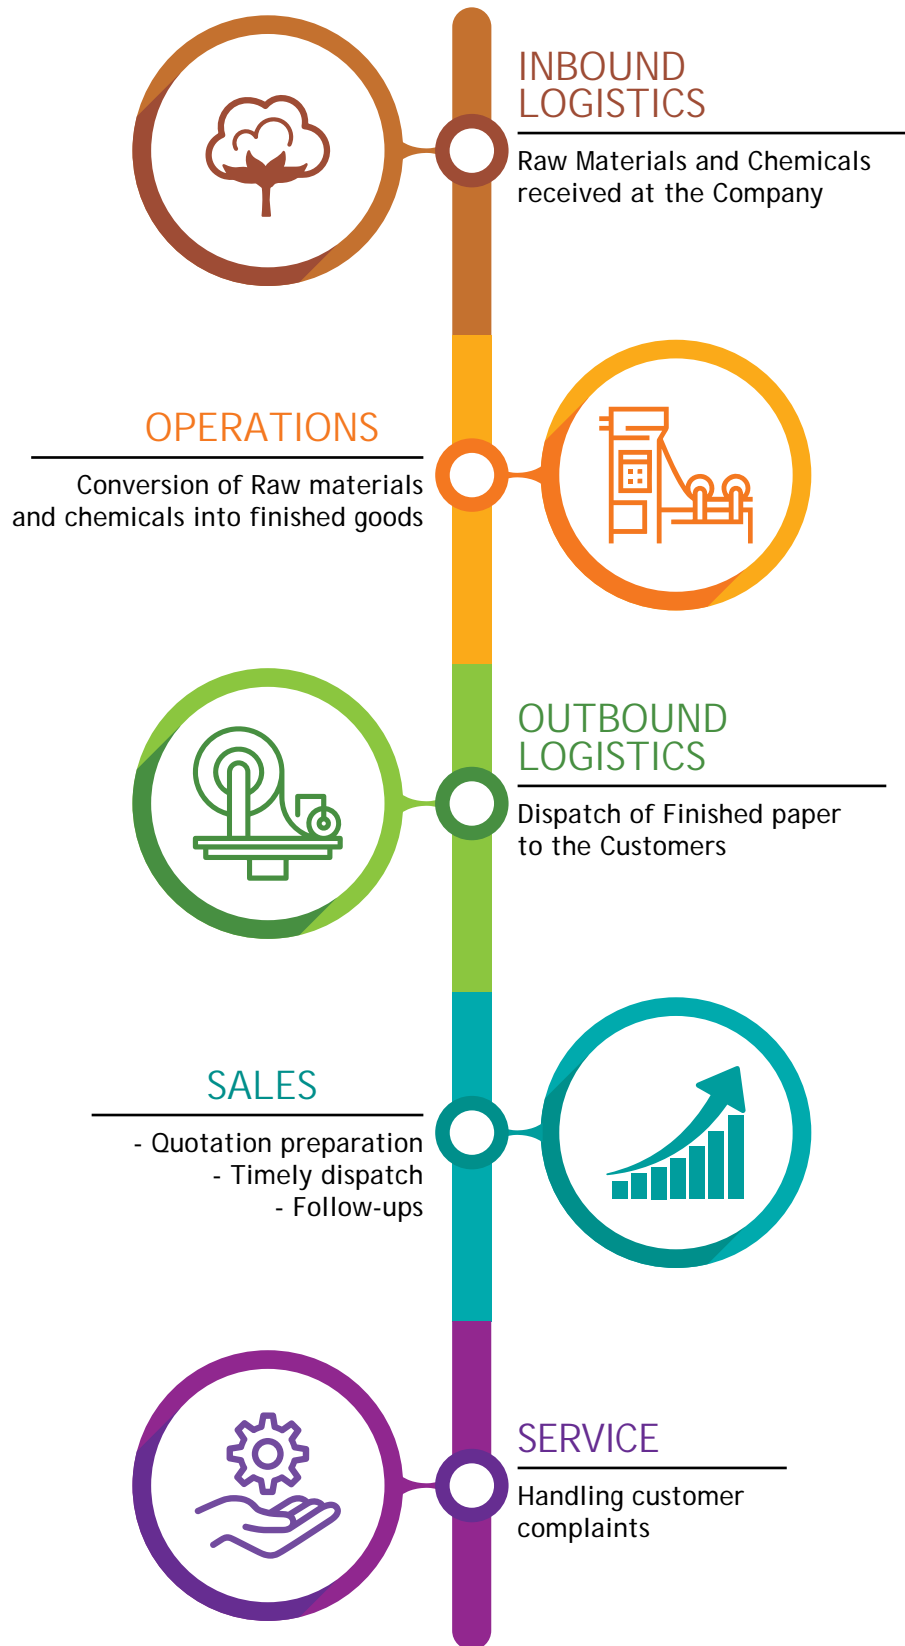 INBOUND
LOGISTICS
Raw Materials and Chemicals
received at the Company
OPERATIONS
Conversion of Raw materials
and chemicals into finished goods
OUTBOUND
LOGISTICS
Dispatch of Finished paper
to the Customers
SALES
- Quotation preparation
- Timely dispatch
- Follow-ups
SERVICE
Handling customer
complaints